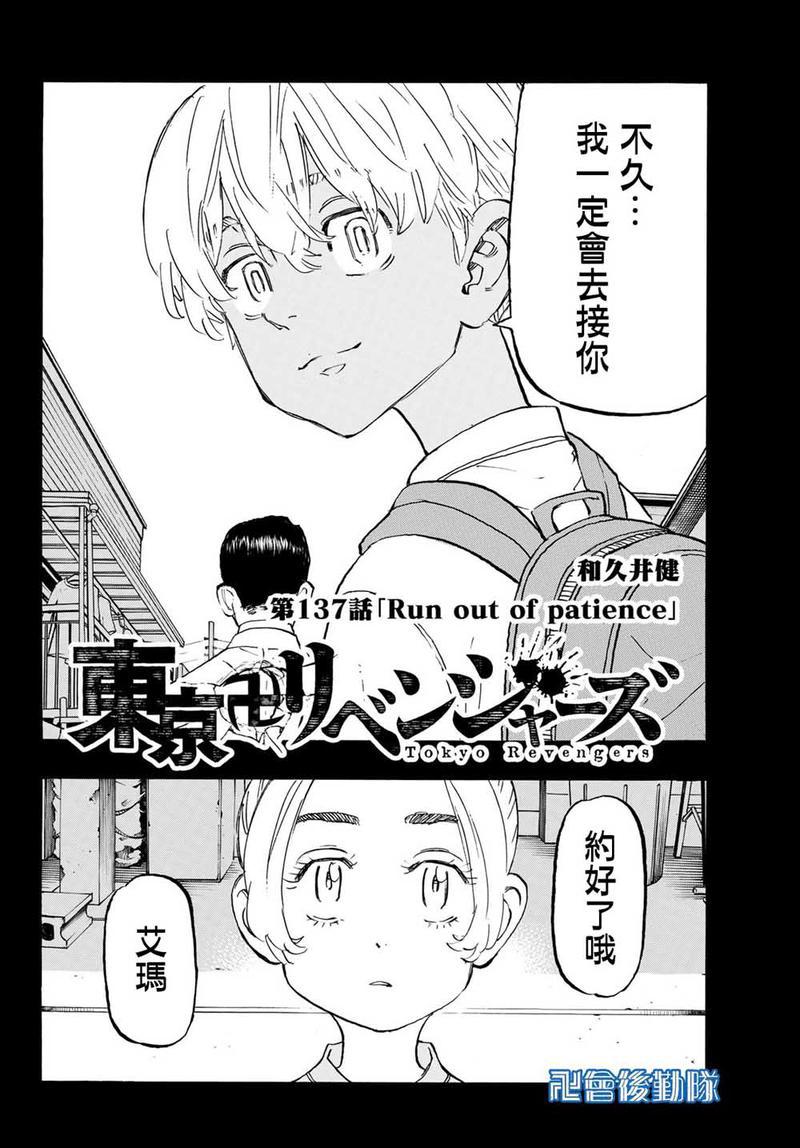 不久…
我一定會去接你
和久井健
第137話「Run out of patience」
東京卍リベンジャーズ
Tokyo Revengers
約好了哦
艾瑪
卍會後勤隊